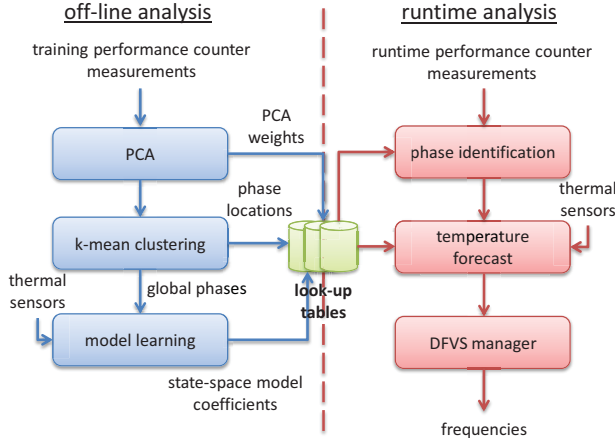 off-line analysis
training performance counter
measurements
PCA
PCA
weights
k-mean clustering
phase
locations
thermal
sensors
global phases
model learning
state-space model
coefficients
look-up
tables
runtime analysis
runtime performance counter
measurements
phase identification
thermal
sensors
temperature
forecast
DFVS manager
frequencies